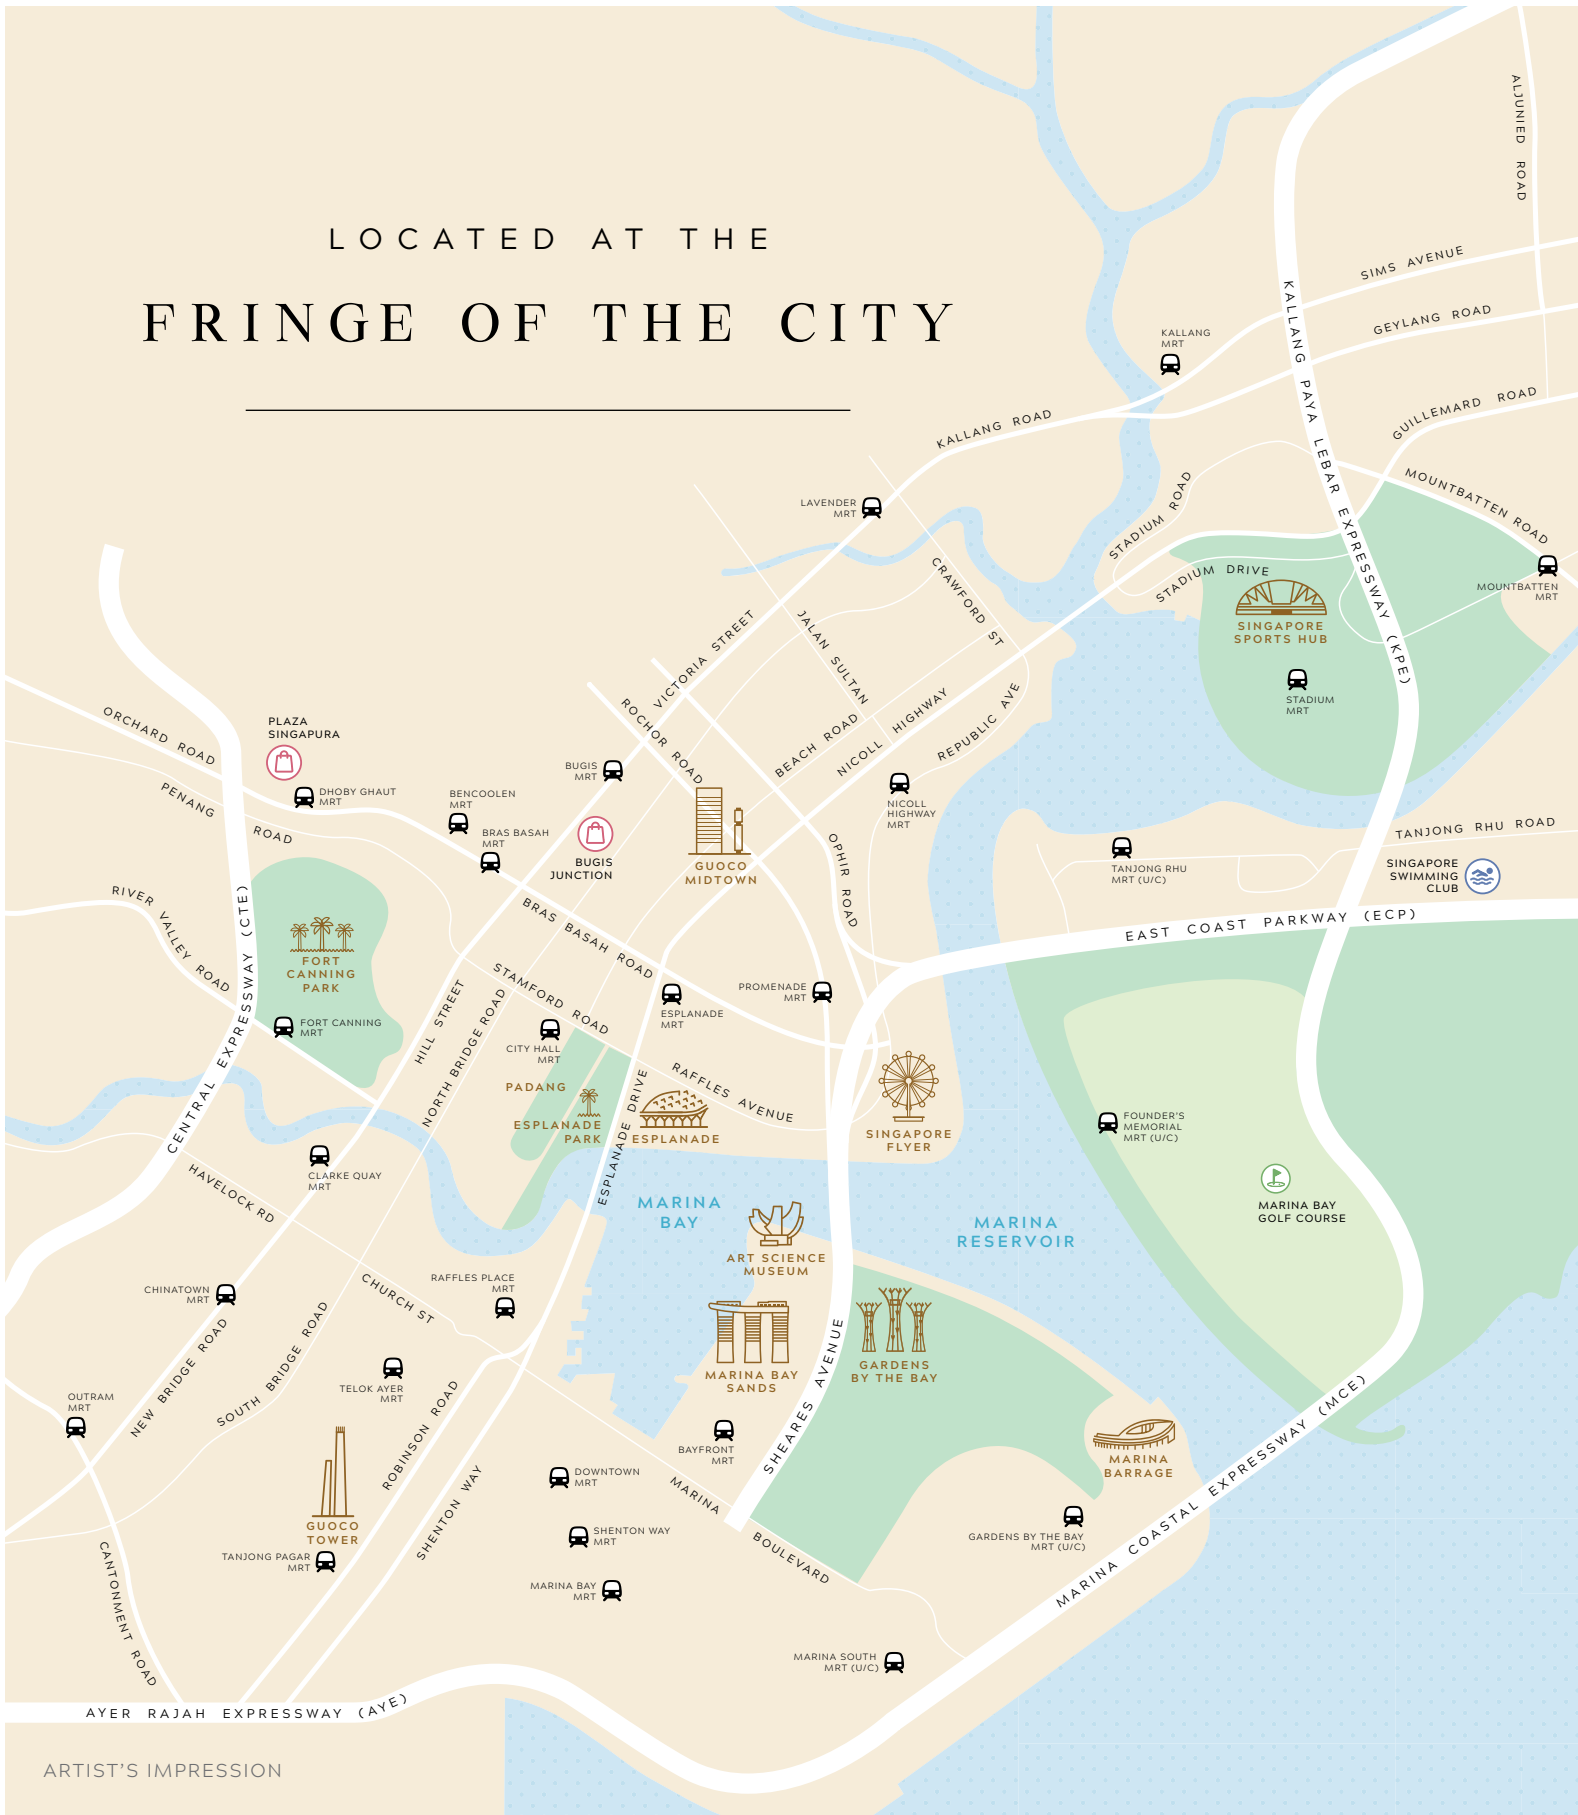 LOCATED AT THE
FRINGE OF THE CITY
ALJUNIED ROAD
SIMS AVENUE
GEYLANG ROAD
KALLANG
MRT
KALLANG PAYA LEBAR EXPRESSWAY (KPE)
GUILLEMARD ROAD
KALLANG ROAD
MOUNTBATTEN ROAD
LAVENDER
MRT
STADIUM ROAD
STADIUM DRIVE
MOUNTBATTEN
MRT
CRAWFORD ST
SINGAPORE
SPORTS HUB
STADIUM
MRT
JALAN SULTAN
VICTORIA STREET
ROCHOR ROAD
BEACH ROAD
NICOLL HIGHWAY
REPUBLIC AVE
ORCHARD ROAD
PLAZA
SINGAPURA
DHOBY GHAUT
MRT
PENANG ROAD
BENCOOLEN
MRT
BRAS BASAH
MRT
BUGIS
MRT
BUGIS
JUNCTION
GUOCO
MIDTOWN
NICOLL
HIGHWAY
MRT
OPHIR ROAD
TANJONG RHU ROAD
TANJONG RHU
MRT (U/C)
SINGAPORE
SWIMMING
CLUB
EAST COAST PARKWAY (ECP)
RIVER VALLEY ROAD
CENTRAL EXPRESSWAY (CTE)
FORT
CANNING
PARK
FORT CANNING
MRT
BRAS BASAH ROAD
STAMFORD ROAD
HILL STREET
NORTH BRIDGE ROAD
CITY HALL
MRT
ESPLANADE
MRT
PROMENADE
MRT
PADANG
ESPLANADE
PARK
ESPLANADE DRIVE
RAFFLES AVENUE
ESPLANADE
SINGAPORE
FLYER
FOUNDER'S
MEMORIAL
MRT (U/C)
MARINA BAY
GOLF COURSE
CLARKE QUAY
MRT
HAVELOCK RD
MARINA
BAY
MARINA
RESERVOIR
ART SCIENCE
MUSEUM
CHINATOWN
MRT
CHURCH ST
RAFFLES PLACE
MRT
NEW BRIDGE ROAD
SOUTH BRIDGE ROAD
TELOK AYER
MRT
MARINA BAY
SANDS
SHEARES AVENUE
GARDENS
BY THE BAY
OUTRAM
MRT
ROBINSON ROAD
SHENTON WAY
BAYFRONT
MRT
MARINA
BARRAGE
MARINA COASTAL EXPRESSWAY (MCE)
DOWNTOWN
MRT
MARINA BOULEVARD
GUOCO
TOWER
TANJONG PAGAR
MRT
SHENTON WAY
MRT
GARDENS BY THE BAY
MRT (U/C)
MARINA BAY
MRT
CANTONMENT ROAD
MARINA SOUTH
MRT (U/C)
AYER RAJAH EXPRESSWAY (AYE)
ARTIST'S IMPRESSION